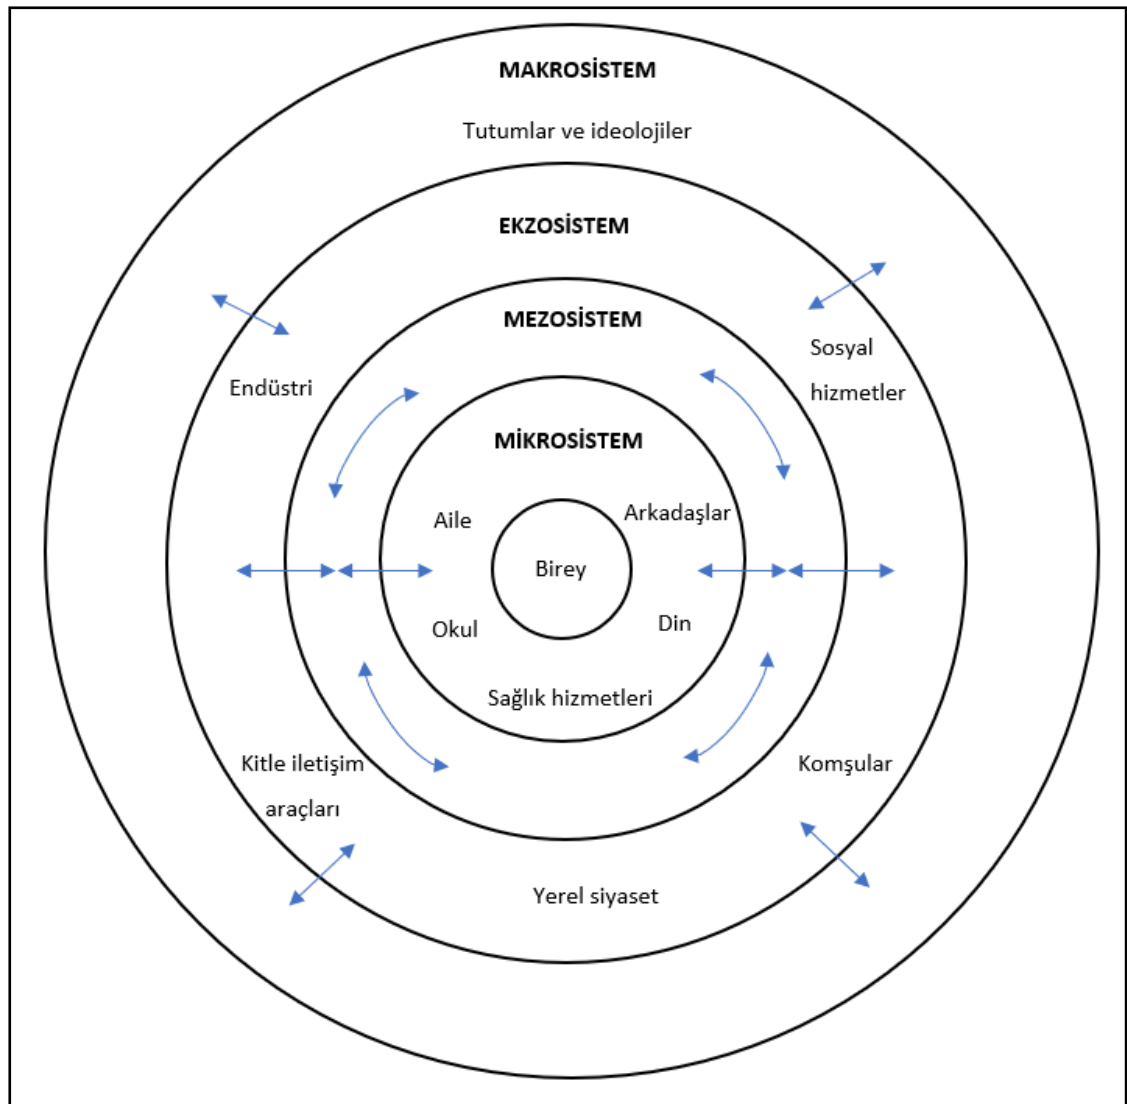 MAKROSİSTEM
Tutumlar ve ideolojiler
EKZOSİSTEM
MEZOSİSTEM
Sosyal
hizmetler
Endüstri
MİKROSİSTEM
Aile
Arkadaşlar
Birey
Okul
Din
Sağlık hizmetleri
Kitle iletişim
araçları
Komşular
Yerel siyaset